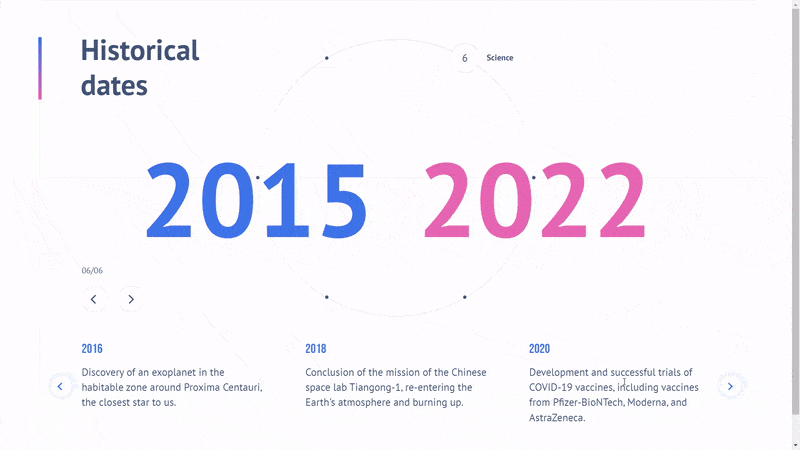 Historical
dates
6 Science
2015 2022
06/06
2016
Discovery of an exoplanet in the
habitable zone around Proxima Centauri,
the closest star to us.
2018
Conclusion of the mission of the Chinese
space lab Tiangong-1, re-entering the
Earth's atmosphere and burning up.
2020
Development and successful trials of
COVID-19 vaccines, including vaccines
from Pfizer-BioNTech, Moderna, and
AstraZeneca.